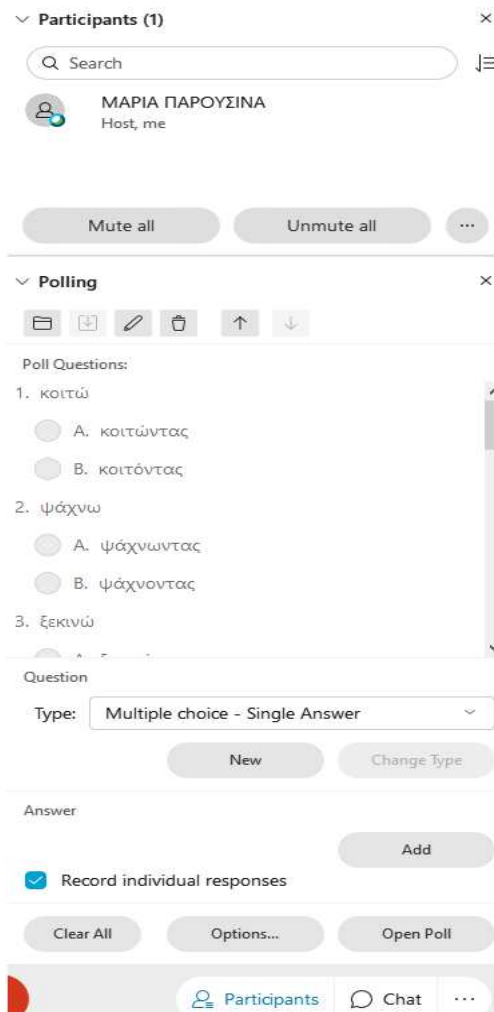 Participants (1)
Search
ΜΑΡΙΑ ΠΑΡΟΥΣΙΝΑ
Host, me
Mute all Unmute all ...
Polling
Poll Questions:
1. κοιτώ
A. κοιτώντας
B. κοιτόντας
2. ψάχνω
A. ψάχνωντας
B. ψάχνοντας
3. ξεκινώ
Question
Type: Multiple choice - Single Answer
New Change Type
Answer
Add
Record individual responses
Clear All Options... Open Poll
Participants Chat ...